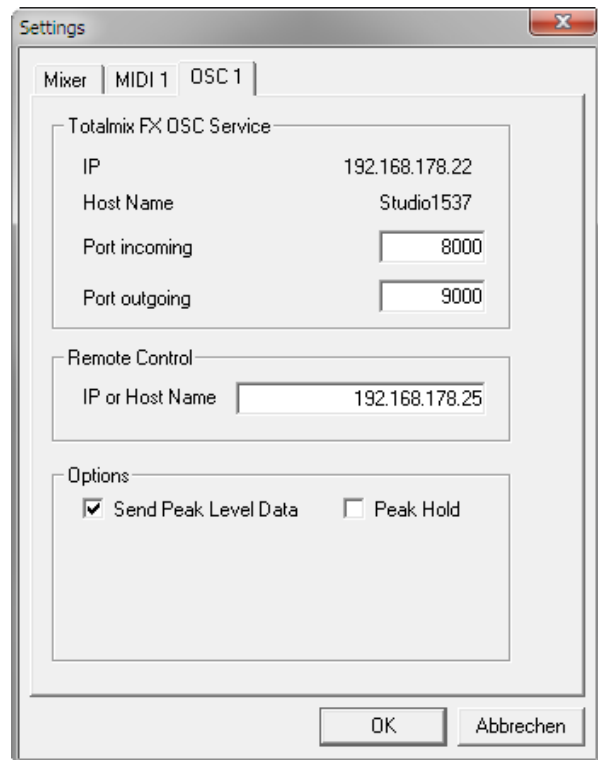 Settings
Mixer MIDI 1 OSC 1
Totalmix FX OSC Service
IP 192.168.178.22
Host Name Studio1537
Port incoming 8000
Port outgoing 9000
Remote Control
IP or Host Name 192.168.178.25
Options
Send Peak Level Data Peak Hold
OK Abbrechen